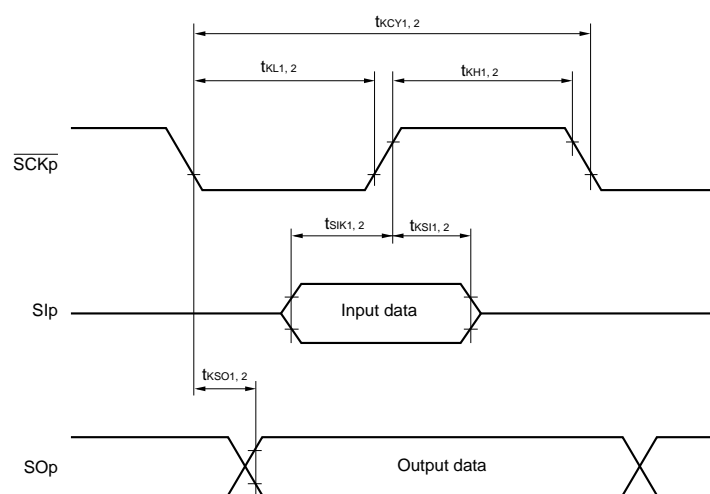 tKCY1, 2
tKL1, 2
tKH1, 2
SCKp
tSIK1, 2
tKSI1, 2
SIp
Input data
tKSO1, 2
SOp
Output data